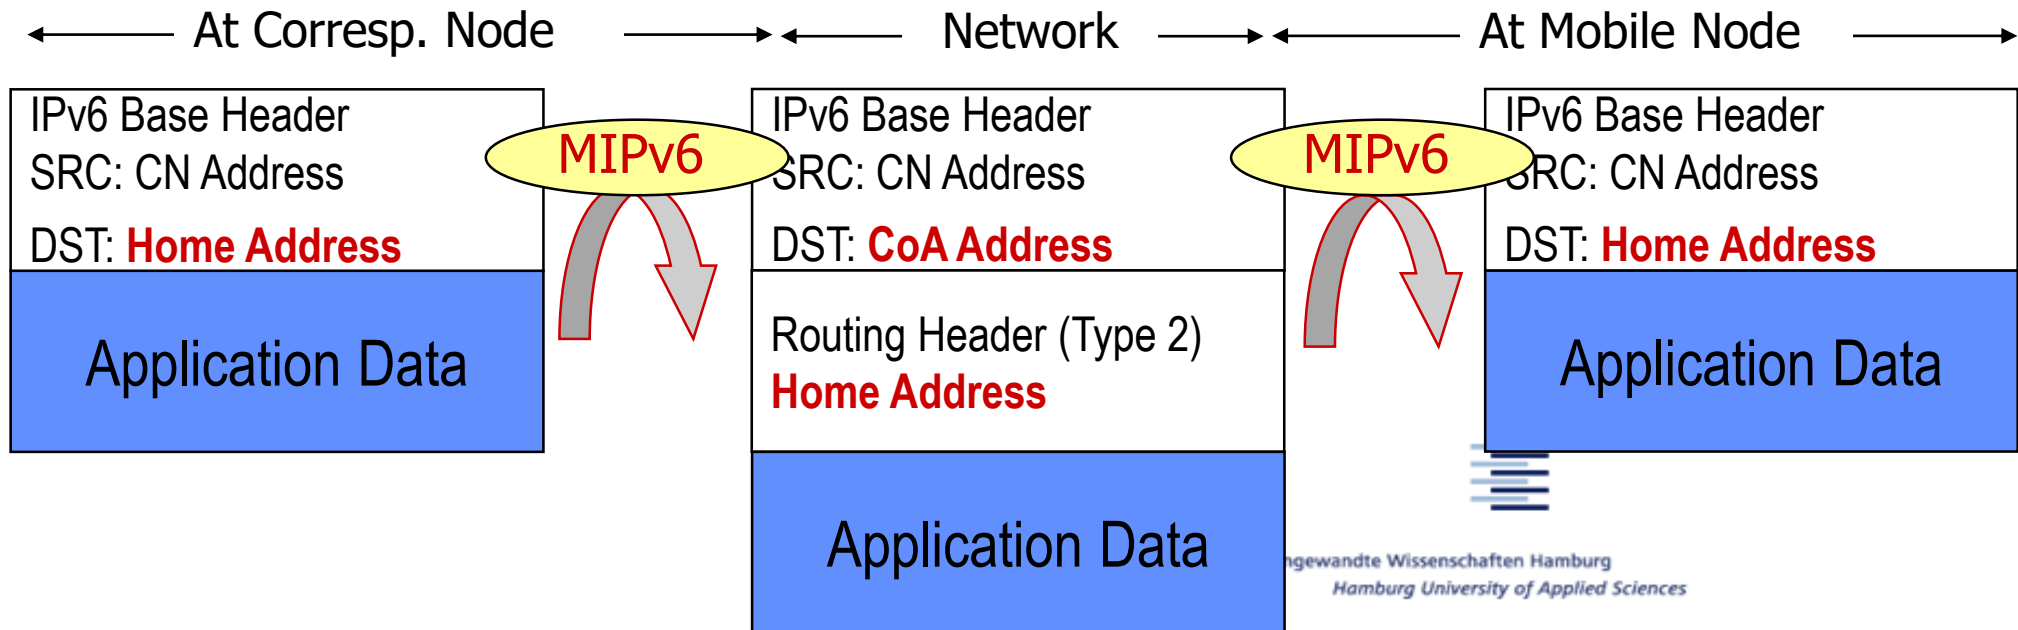 At Corresp. Node
Network
At Mobile Node
IPv6 Base Header
SRC: CN Address
DST: Home Address
Application Data
MIPv6
IPv6 Base Header
SRC: CN Address
DST: CoA Address
Routing Header (Type 2)
Home Address
Application Data
MIPv6
IPv6 Base Header
SRC: CN Address
DST: Home Address
Application Data
ngewandte Wissenschaften Hamburg
Hamburg University of Applied Sciences